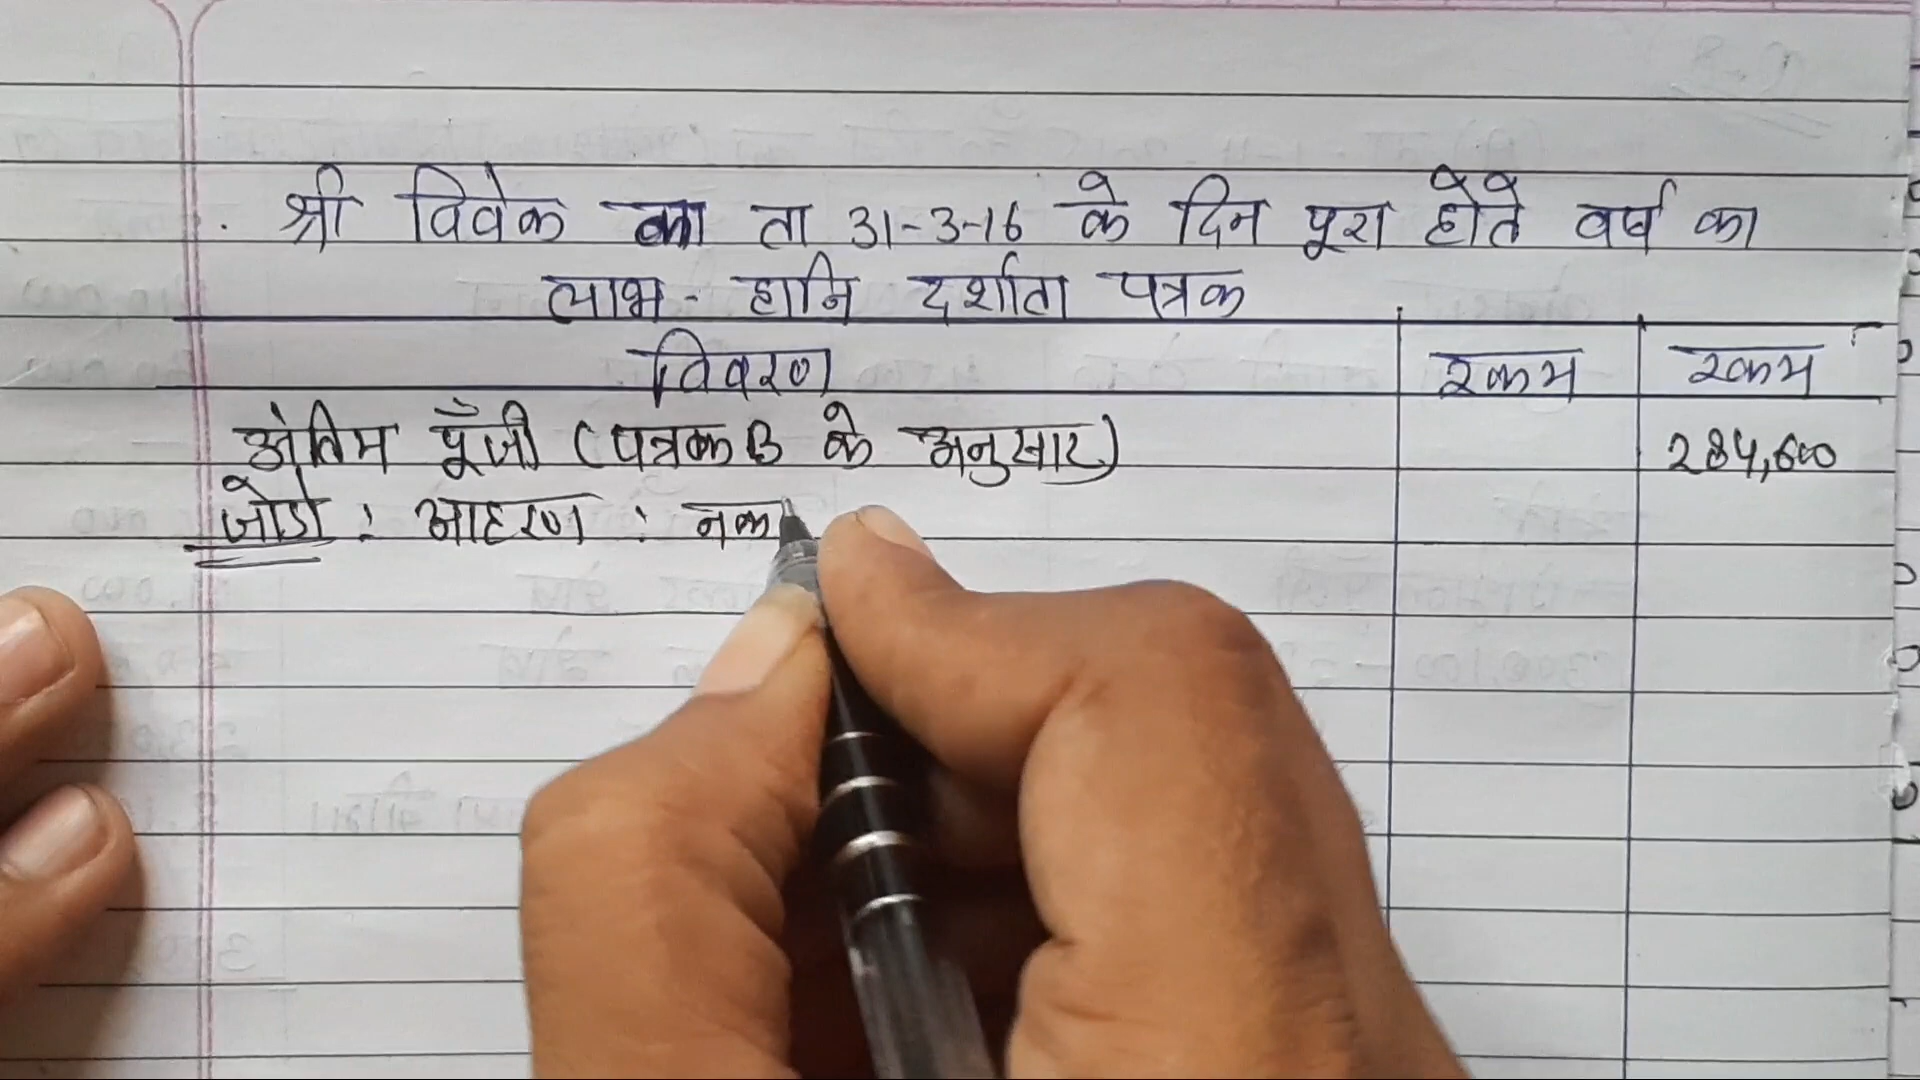 श्री विवेक का ता 31-3-16 के दिन पूरा होते वर्ष का
लाभ - हानि दर्शाता पत्रक
विवरण रकम रकम
अंतिम पूँजी (पत्रक B के अनुसार) 284,600
जोडो : आहरण : नक